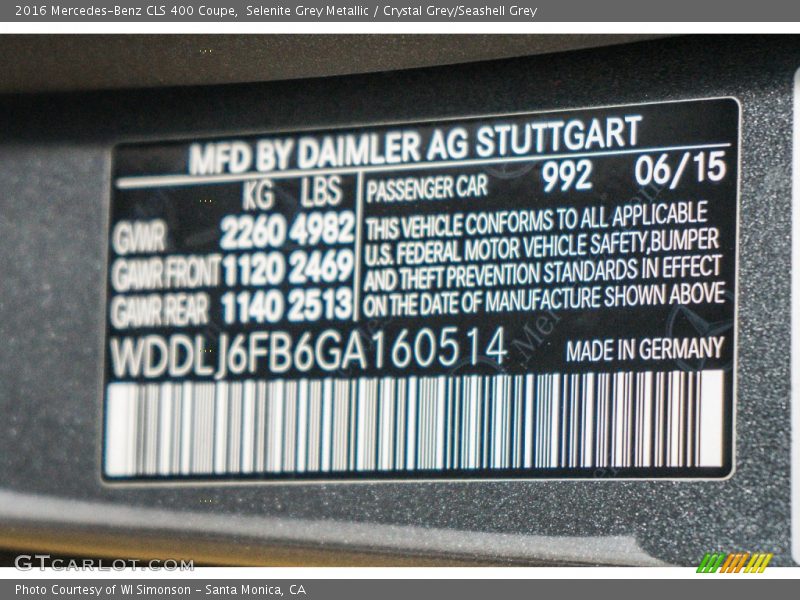 2016 Mercedes-Benz CLS 400 Coupe,  Selenite Grey Metallic / Crystal Grey/Seashell Grey
MFD BY DAIMLER AG STUTTGART
KG LBS
GVWR 2260 4982
GAWR FRONT 1120 2469
GAWR REAR 1140 2513
PASSENGER CAR 992 06/15
THIS VEHICLE CONFORMS TO ALL APPLICABLE
U.S. FEDERAL MOTOR VEHICLE SAFETY,BUMPER
AND THEFT PREVENTION STANDARDS IN EFFECT
ON THE DATE OF MANUFACTURE SHOWN ABOVE
WDDLJ6FB6GA160514
MADE IN GERMANY
GTCARLOT.COM
Photo Courtesy of WI Simonson - Santa Monica, CA